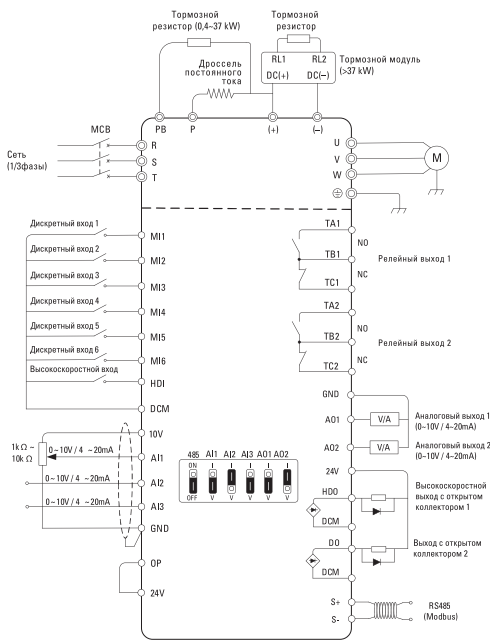 Тормозной
резистор (0,4~37 kW)
Тормозной
резистор
RL1 RL2
DC(+) DC(–)
Тормозной модуль
(>37 kW)
Дроссель
постоянного
тока
PB P (+) (–)
MCB
Сеть
(1/3фазы)
R
S
T
U
V
W
M
Дискретный вход 1
MI1
Дискретный вход 2
MI2
Дискретный вход 3
MI3
Дискретный вход 4
MI4
Дискретный вход 5
MI5
Дискретный вход 6
MI6
Высокоскоростной вход
HDI
DCM
TA1
NO
TB1
Релейный выход 1
NC
TC1
TA2
NO
TB2
Релейный выход 2
NC
TC2
1k Ω ~
10k Ω
10V
0~10V / 4 ~20mA
AI1
0~10V / 4 ~20mA
AI2
0~10V / 4 ~20mA
AI3
GND
OP
24V
485 AI1 AI2 AI3 AO1 AO2
ON I I I I I
OFF V V V V V
GND
AO1
V/A
Аналоговый выход 1
(0~10V / 4~20mA)
AO2
V/A
Аналоговый выход 2
(0~10V / 4~20mA)
24V
HDO
DCM
Высокоскоростной
выход с открытом
коллектором 1
DO
DCM
Выход с открытом
коллектором 2
S+
S-
RS485
(Modbus)